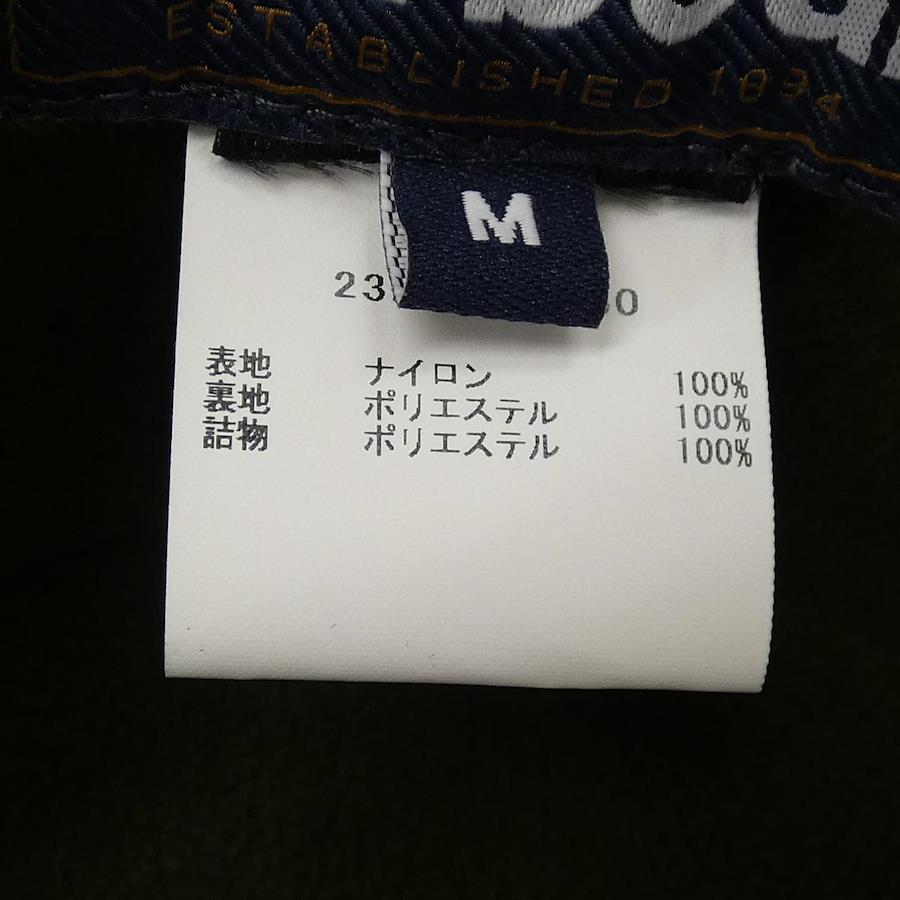 ESTABLISHED 1894
M
23
表地 ナイロン 100%
裏地 ポリエステル 100%
詰物 ポリエステル 100%